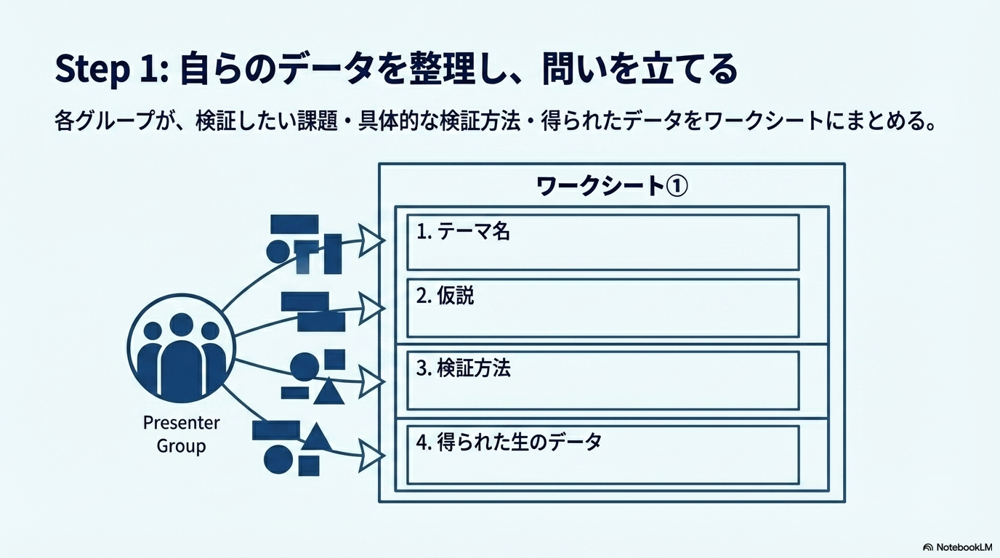 Step 1: 自らのデータを整理し、問いを立てる
各グループが、検証したい課題・具体的な検証方法・得られたデータをワークシートにまとめる。
ワークシート①
1. テーマ名
2. 仮説
3. 検証方法
4. 得られた生のデータ
Presenter
Group
NotebookLM